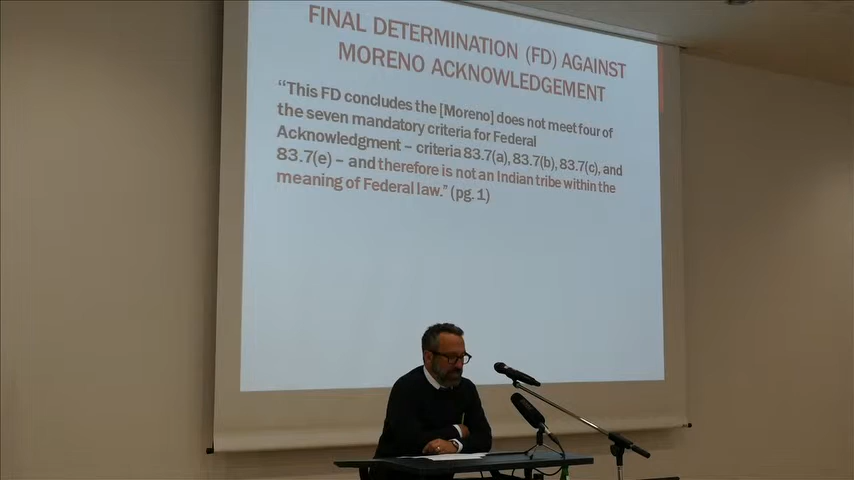 FINAL DETERMINATION (FD) AGAINST
MORENO ACKNOWLEDGEMENT
“This FD concludes the [Moreno] does not meet four of
the seven mandatory criteria for Federal
Acknowledgment – criteria 83.7(a), 83.7(b), 83.7(c), and
83.7(e) – and therefore is not an Indian tribe within the
meaning of Federal law.” (pg. 1)